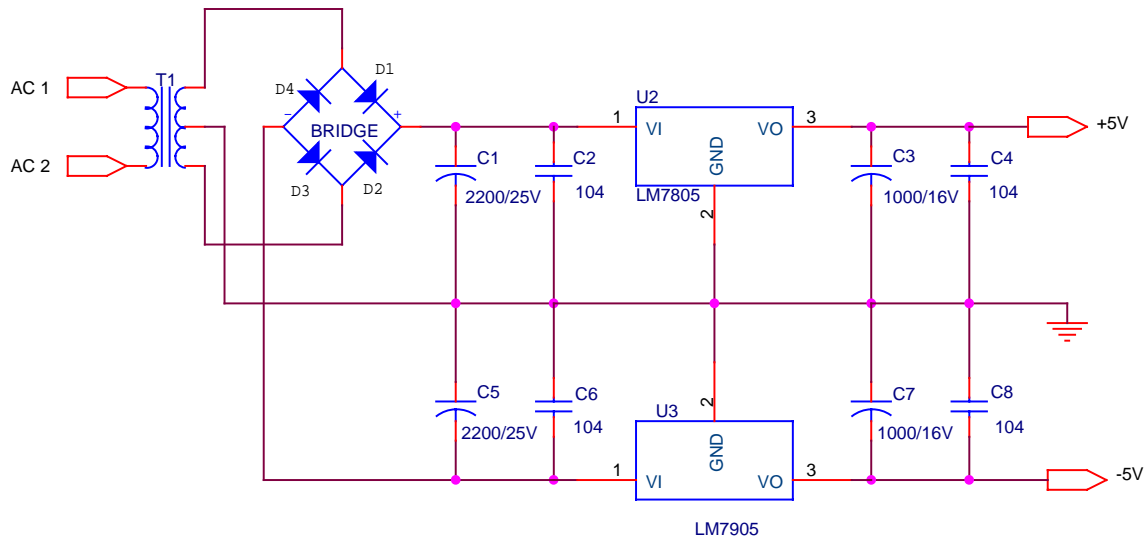 AC 1
AC 2
T1
D4
D1
-
+
BRIDGE
D3
D2
C1
2200/25V
C2
104
U2
1
VI
VO
3
GND
2
LM7805
C3
1000/16V
C4
104
+5V
C5
2200/25V
C6
104
U3
1
VI
VO
3
GND
2
LM7905
C7
1000/16V
C8
104
-5V